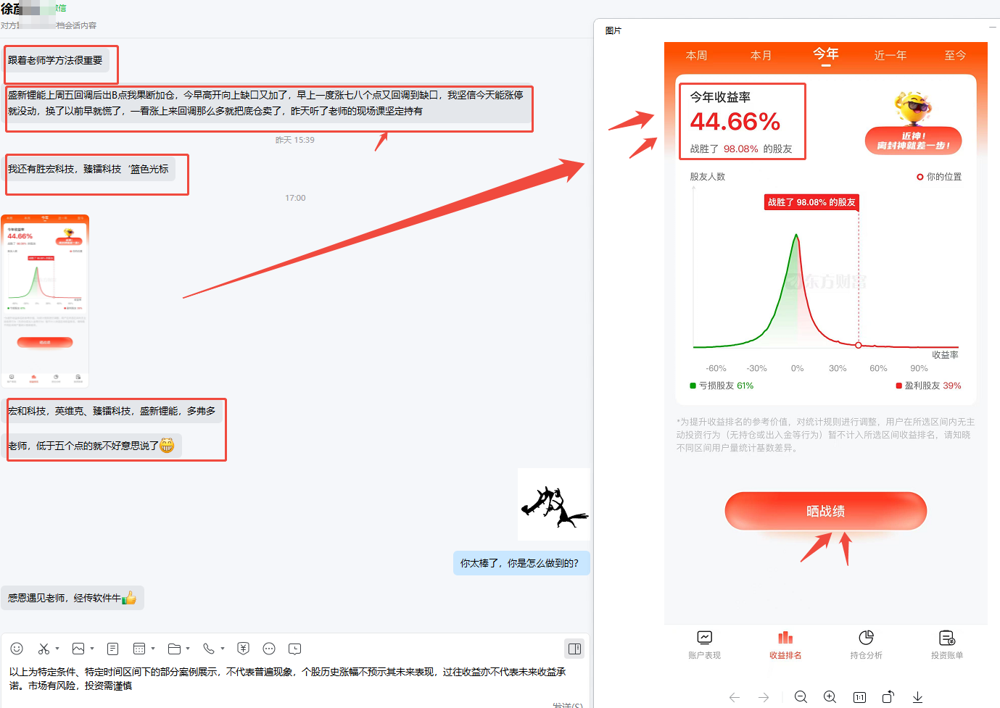 徐彦
微信
对方
档会话内容
跟着老师学方法很重要
盛新锂能上周五回调后出B点我果断加仓，今早高开向上缺口又加了，早上一度涨七八个点又回调到缺口，我坚信今天能涨停
就没动，换了以前早就慌了，一看涨上来回调那么多就把底仓卖了，昨天听了老师的现场课坚定持有
昨天 15:39
我还有胜宏科技，臻镭科技‘篮色光标
17:00
今年收益率
44.66%
宏和科技，英维克、臻镭科技，盛新锂能，多弗多
老师，低于五个点的就不好意思说了
你太棒了，你是怎么做到的？
感恩遇见老师，经传软件牛
以上为特定条件、特定时间区间下的部分案例展示，不代表普遍现象，个股历史涨幅不预示其未来表现，过往收益亦不代表未来收益承
诺。市场有风险，投资需谨慎
发送(S)
图片
本周 本月 今年 近一年 至今
今年收益率
44.66%
战胜了 98.08% 的股友
近神！
离封神就差一步！
股友人数 你的位置
战胜了 98.08% 的股友
东方财富
收益率
-60% -30% 0% 30% 60% 90%
亏损股友 61% 盈利股友 39%
*为提升收益排名的参考价值，对统计规则进行调整，用户在所选区间内无主
动投资行为（无持仓或出入金等行为）暂不计入所选区间收益排名，请知晓
不同区间用户量统计基数差异。
晒战绩
账户表现 收益排名 持仓分析 投资账单
1:1